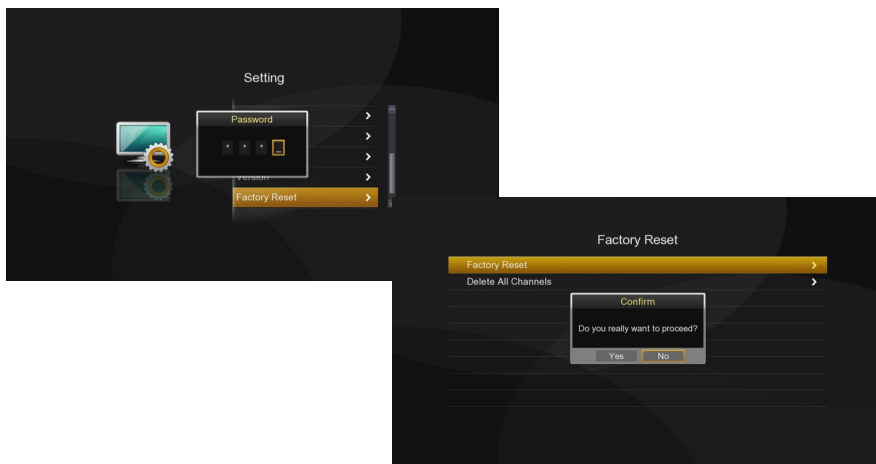 Setting
Password
* * * _
Version
Factory Reset
Factory Reset
Factory Reset
Delete All Channels
Confirm
Do you really want to proceed?
Yes No